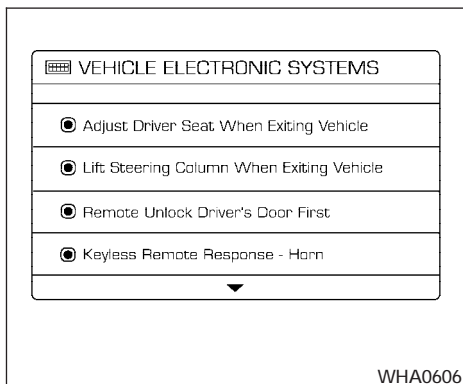 VEHICLE ELECTRONIC SYSTEMS
Adjust Driver Seat When Exiting Vehicle
Lift Steering Column When Exiting Vehicle
Remote Unlock Driver's Door First
Keyless Remote Response - Horn
WHA0606